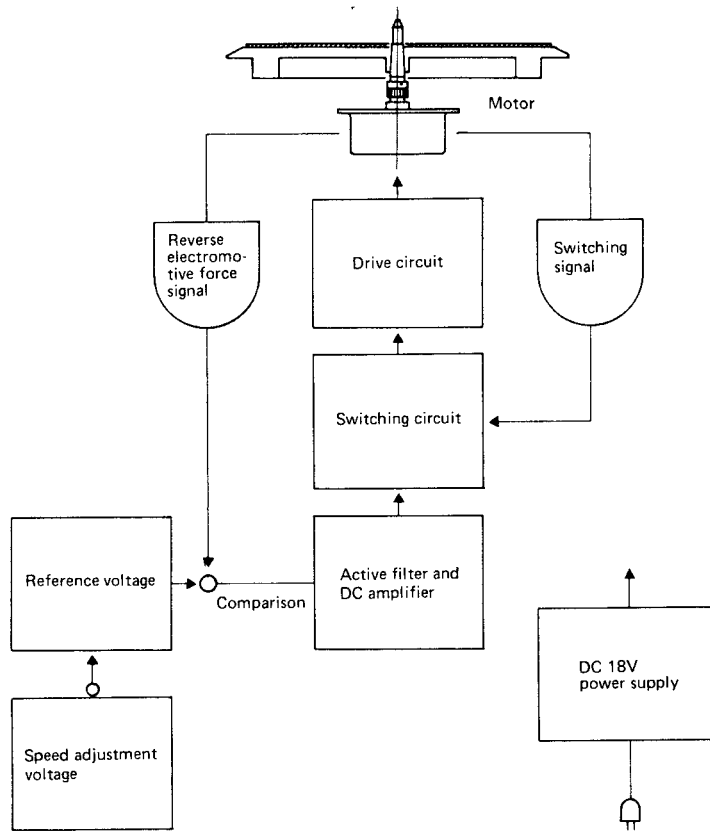 Motor
Reverse
electromo-
tive force
signal
Drive circuit
Switching
signal
Switching circuit
Reference voltage
Comparison
Active filter and
DC amplifier
DC 18V
power supply
Speed adjustment
voltage